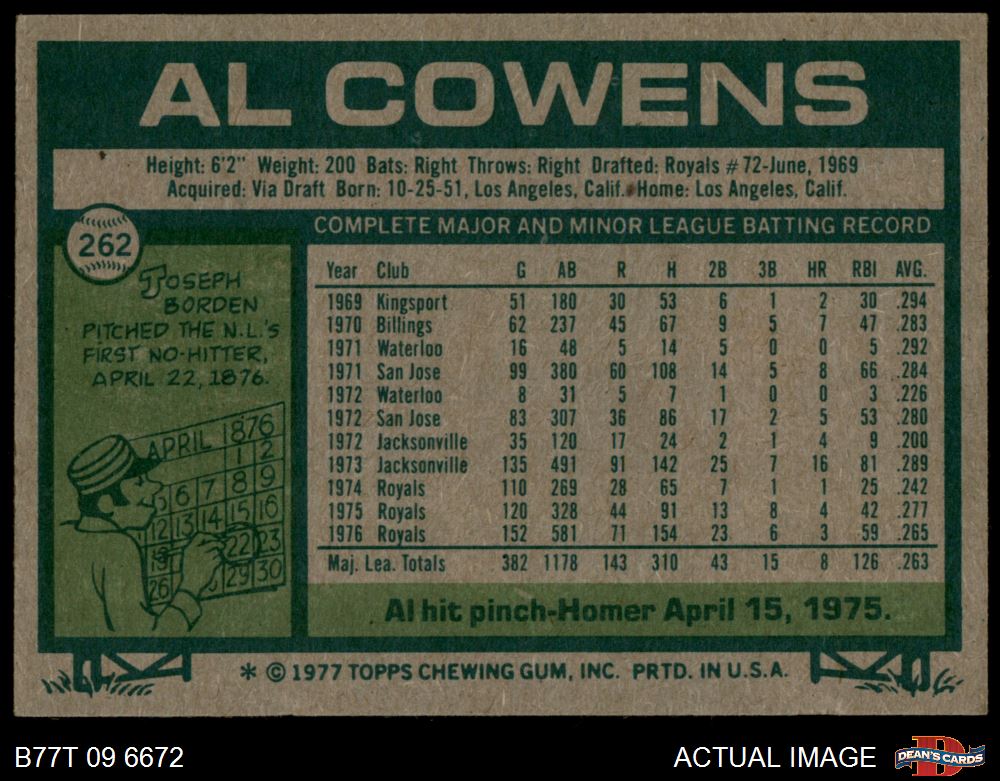 AL COWENS
Height: 6'2" Weight: 200 Bats: Right Throws: Right Drafted: Royals #72-June, 1969
Acquired: Via Draft Born: 10-25-51, Los Angeles, Calif. Home: Los Angeles, Calif.
262
JOSEPH
BORDEN
PITCHED THE N.L.'S
FIRST NO-HITTER,
APRIL 22, 1876.
APRIL 1876
1 2
6 7 8 9
12 13 14 15 16
19 22 23
26 29 30
COMPLETE MAJOR AND MINOR LEAGUE BATTING RECORD
Year Club G AB R H 2B 3B HR RBI AVG.
1969 Kingsport 51 180 30 53 6 1 2 30 .294
1970 Billings 62 237 45 67 9 5 7 47 .283
1971 Waterloo 16 48 5 14 5 0 0 5 .292
1971 San Jose 99 380 60 108 14 5 8 66 .284
1972 Waterloo 8 31 5 7 1 0 0 3 .226
1972 San Jose 83 307 36 86 17 2 5 53 .280
1972 Jacksonville 35 120 17 24 2 1 4 9 .200
1973 Jacksonville 135 491 91 142 25 7 16 81 .289
1974 Royals 110 269 28 65 7 1 1 25 .242
1975 Royals 120 328 44 91 13 8 4 42 .277
1976 Royals 152 581 71 154 23 6 3 59 .265
Maj. Lea. Totals 382 1178 143 310 43 15 8 126 .263
Al hit pinch-Homer April 15, 1975.
* © 1977 TOPPS CHEWING GUM, INC. PRTD. IN U.S.A.
B77T 09 6672
ACTUAL IMAGE
D
DEAN'S CARDS